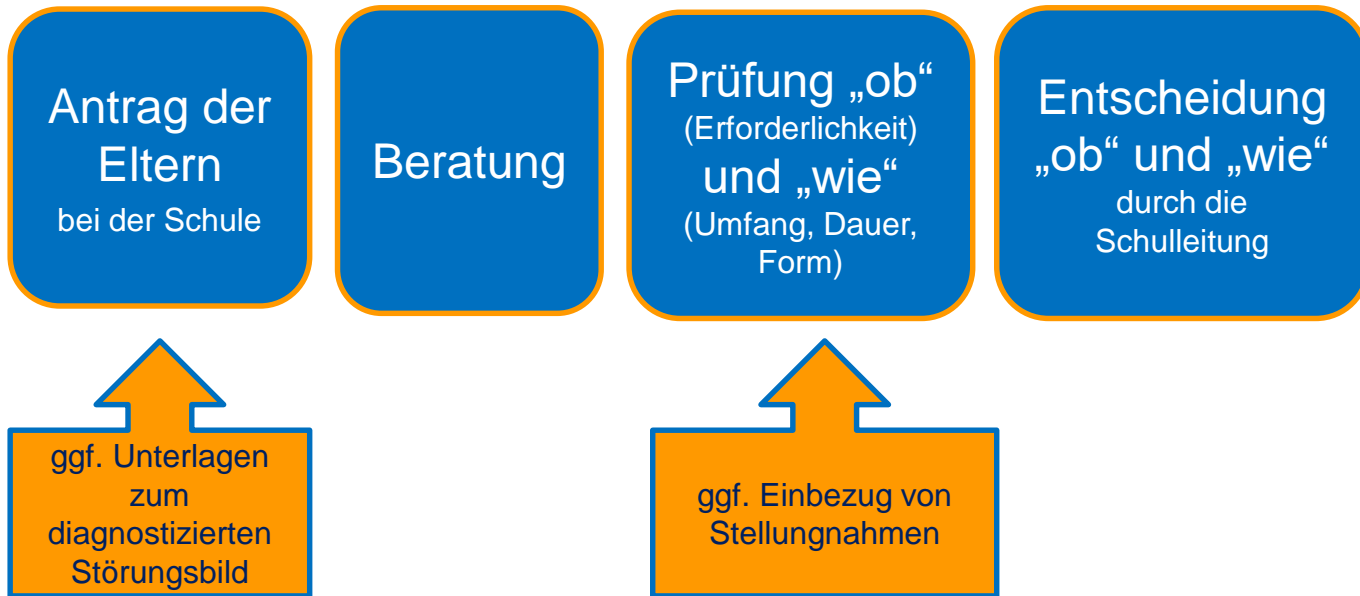 Antrag der
Eltern
bei der Schule
Beratung
Prüfung „ob“
(Erforderlichkeit)
und „wie“
(Umfang, Dauer,
Form)
Entscheidung
„ob“ und „wie“
durch die
Schulleitung
ggf. Unterlagen
zum
diagnostizierten
Störungsbild
ggf. Einbezug von
Stellungnahmen